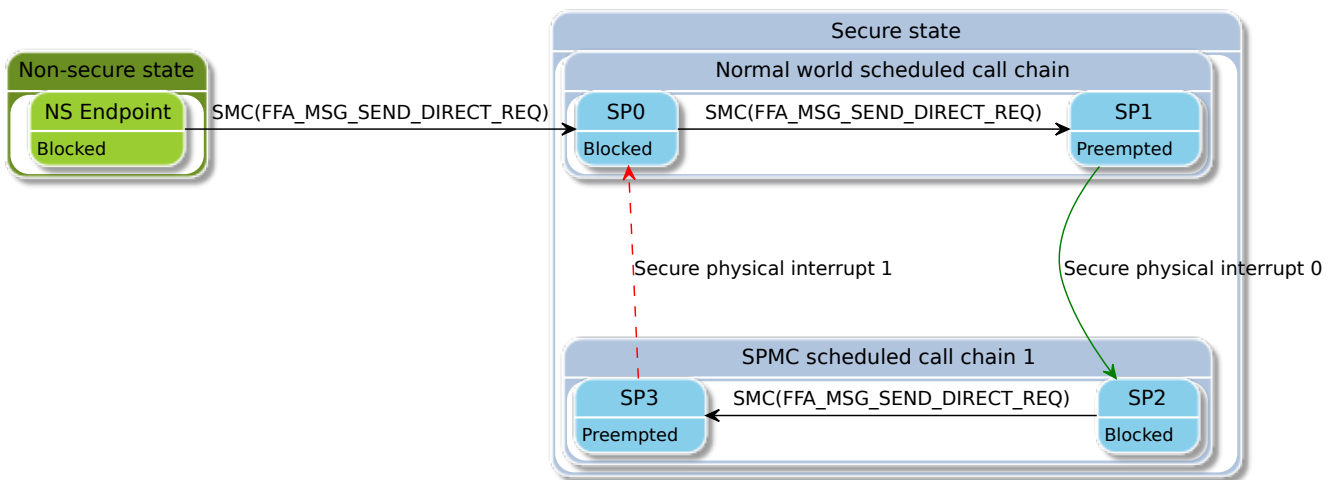 Secure state
Non-secure state
Normal world scheduled call chain
NS Endpoint
SMC(FFA_MSG_SEND_DIRECT_REQ)
SP0
SMC(FFA_MSG_SEND_DIRECT_REQ)
SP1
Blocked
Blocked
Preempted
Secure physical interrupt 1
Secure physical interrupt 0
SPMC scheduled call chain 1
SP3
SMC(FFA_MSG_SEND_DIRECT_REQ)
SP2
Preempted
Blocked